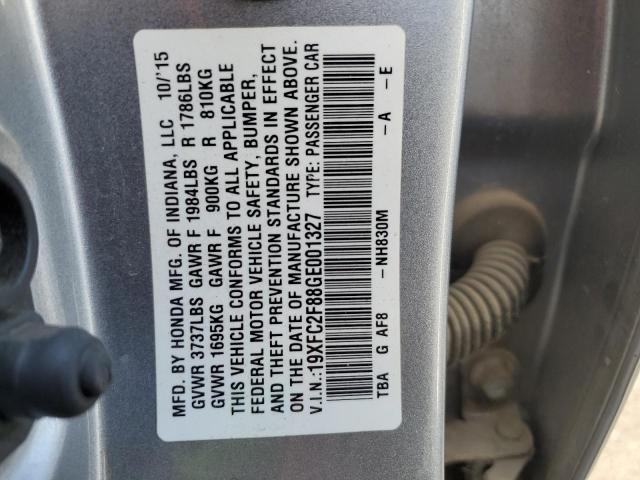 MFD. BY HONDA MFG. OF INDIANA, LLC 10/'15
GVWR 3737LBS GAWR F 1984LBS R 1786LBS
GVWR 1695KG GAWR F 900KG R 810KG
THIS VEHICLE CONFORMS TO ALL APPLICABLE
FEDERAL MOTOR VEHICLE SAFETY, BUMPER,
AND THEFT PREVENTION STANDARDS IN EFFECT
ON THE DATE OF MANUFACTURE SHOWN ABOVE.
V.I.N.: 19XFC2F88GE001327 TYPE: PASSENGER CAR
TBA G AF8 -NH830M -A -E